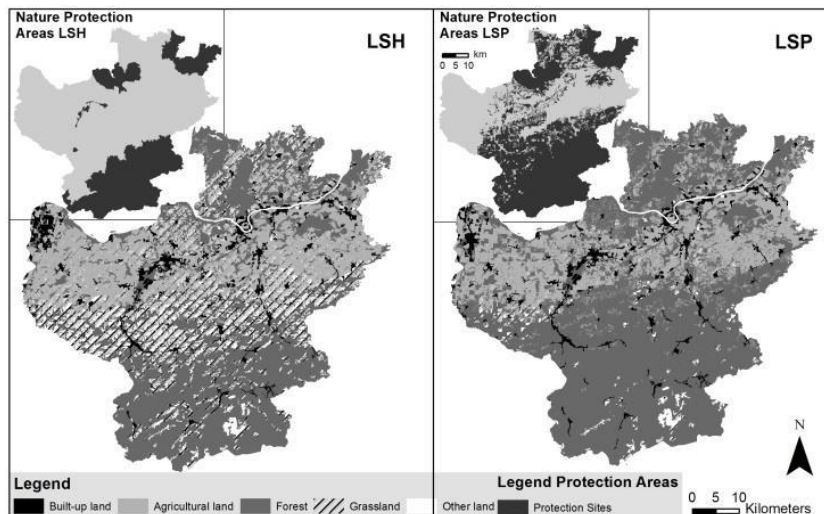 Nature Protection
Areas LSH
LSH
Nature Protection
Areas LSP
km
0 5 10
LSP
N
Legend
Built-up land
Agricultural land
Forest
Grassland
Other land
Legend Protection Areas
Protection Sites
0 5 10
Kilometers